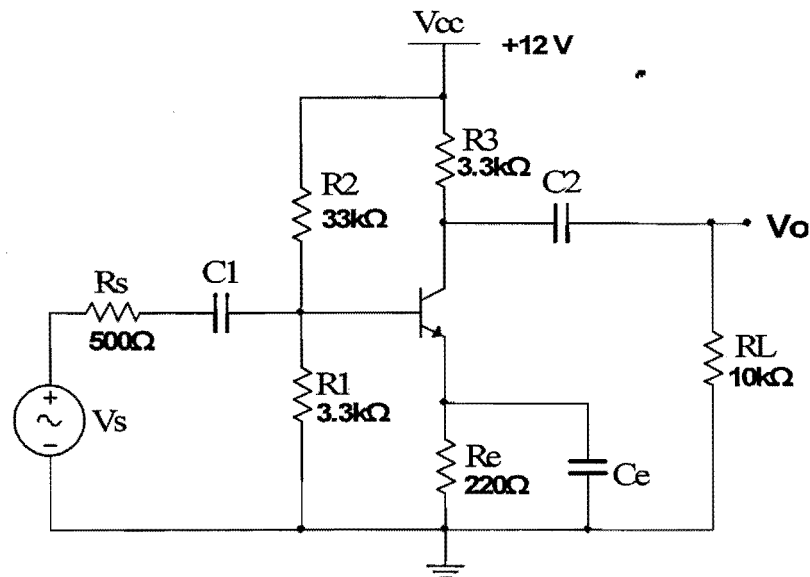 Vcc
+12 V
R3
3.3kΩ
R2
33kΩ
C2
Vo
Rs
500Ω
C1
R1
3.3kΩ
RL
10kΩ
+
Vs
-
Re
220Ω
Ce